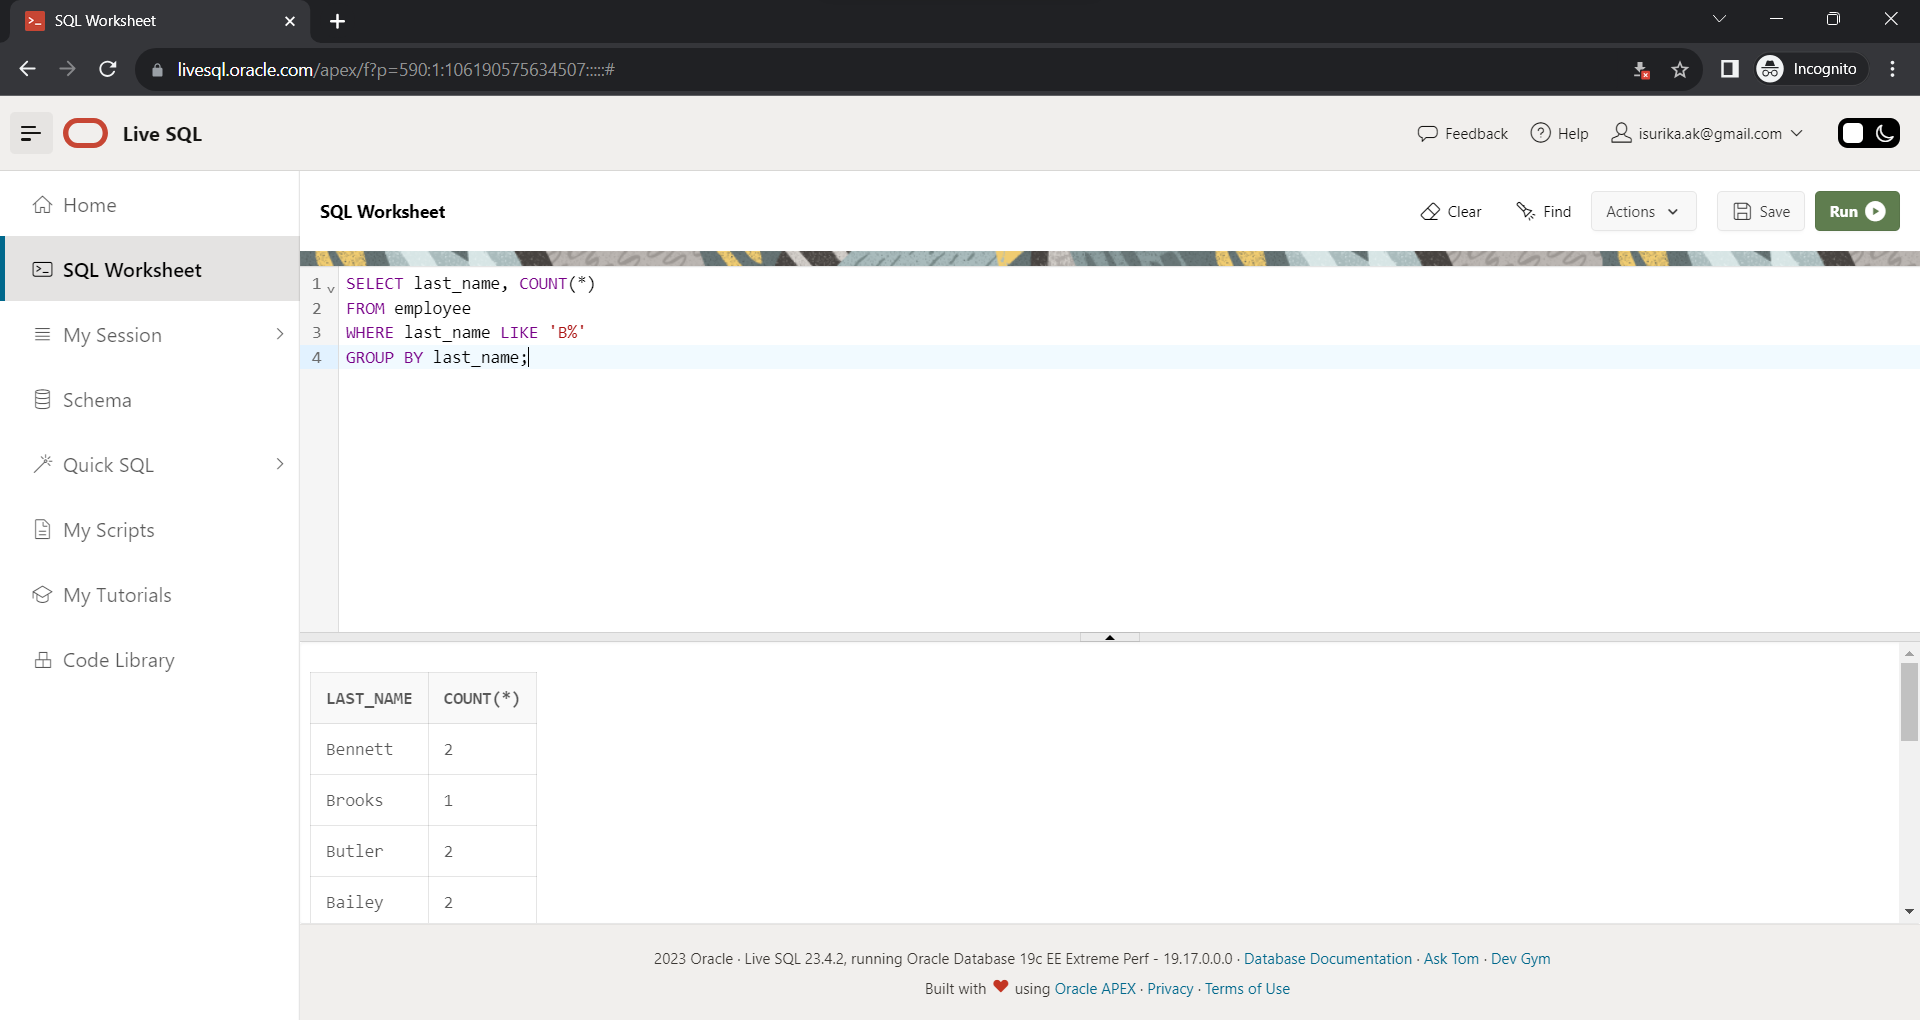 SQL Worksheet
livesql.oracle.com/apex/f?p=590:1:106190575634507:::::#
Incognito
Live SQL
Feedback
Help
isurika.ak@gmail.com
Home
SQL Worksheet
My Session
Schema
Quick SQL
My Scripts
My Tutorials
Code Library
SQL Worksheet
Clear
Find
Actions
Save
Run
1 SELECT last_name, COUNT(*)
2 FROM employee
3 WHERE last_name LIKE 'B%'
4 GROUP BY last_name;
LAST_NAME COUNT(*)
Bennett 2
Brooks 1
Butler 2
Bailey 2
2023 Oracle · Live SQL 23.4.2, running Oracle Database 19c EE Extreme Perf - 19.17.0.0.0 · Database Documentation · Ask Tom · Dev Gym
Built with ❤ using Oracle APEX · Privacy · Terms of Use